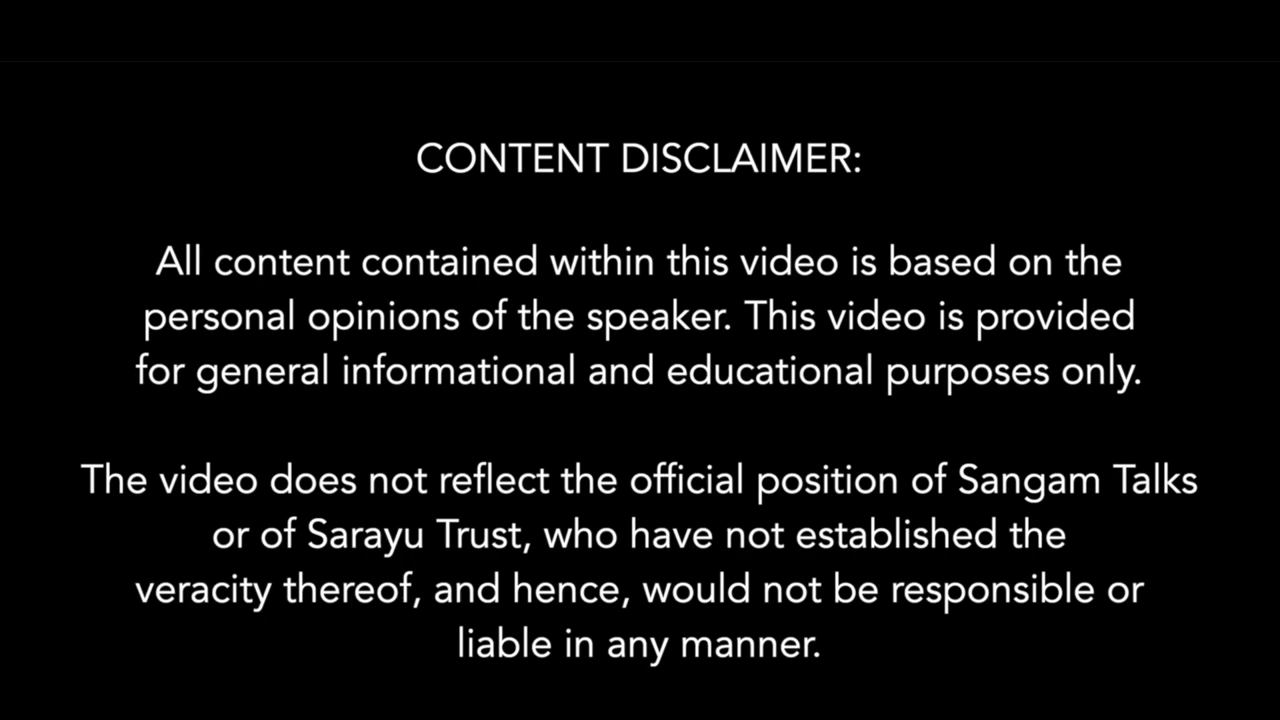 CONTENT DISCLAIMER:
All content contained within this video is based on the
personal opinions of the speaker. This video is provided
for general informational and educational purposes only.
The video does not reflect the official position of Sangam Talks
or of Sarayu Trust, who have not established the
veracity thereof, and hence, would not be responsible or
liable in any manner.